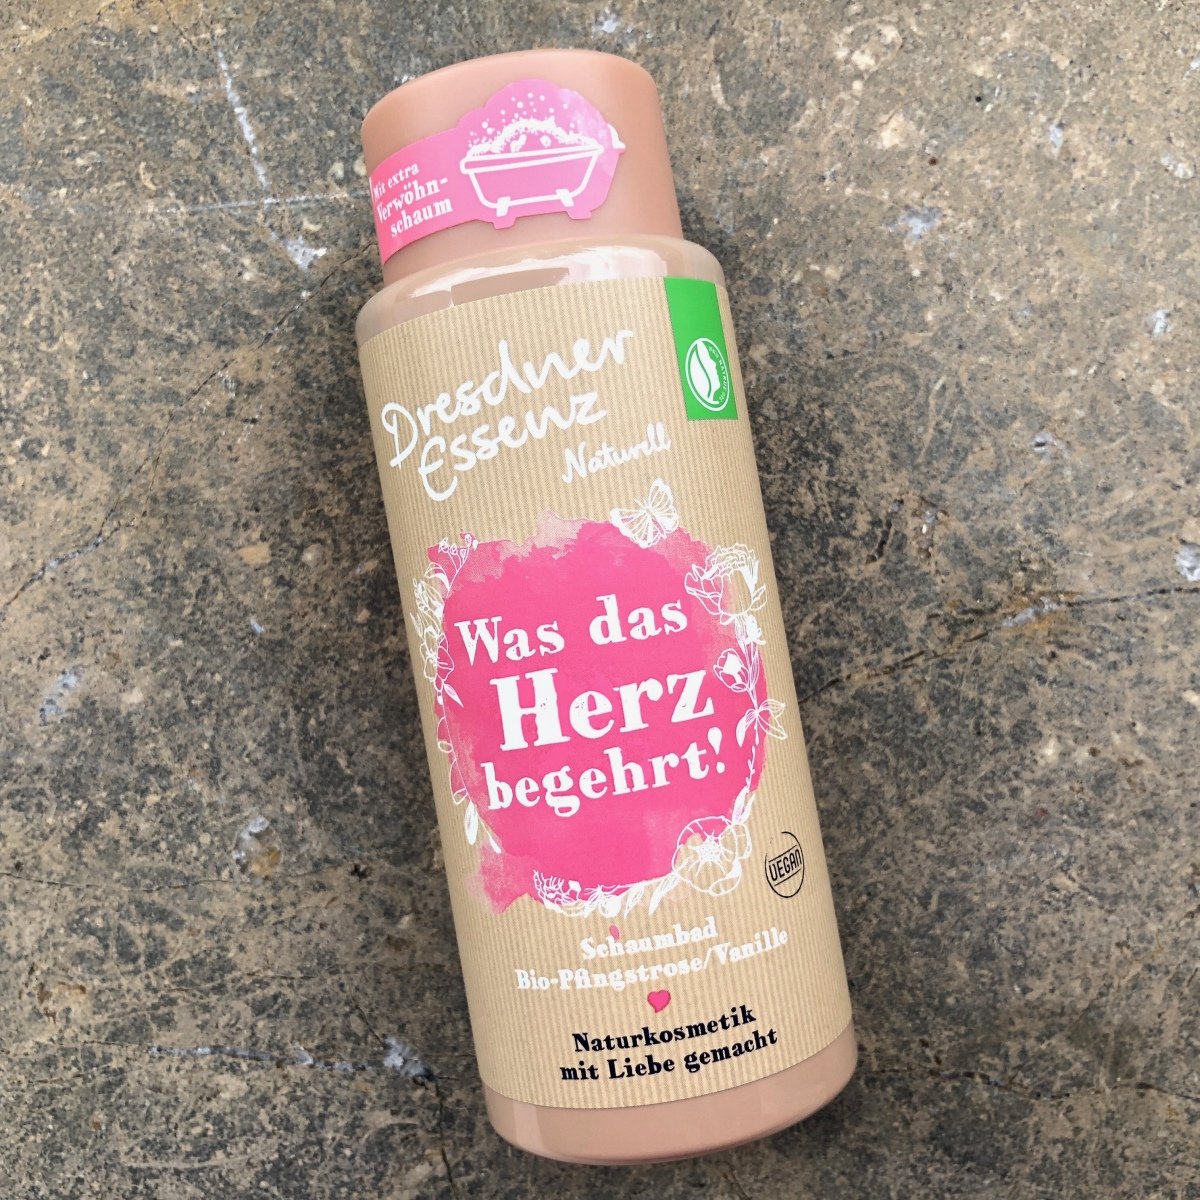 Mit extra
Verwöhn-
schaum
Dresdner
Essenz
Naturell
Was das
Herz
begehrt!
VEGAN
Schaumbad
Bio-Pfingstrose/Vanille
Naturkosmetik
mit Liebe gemacht